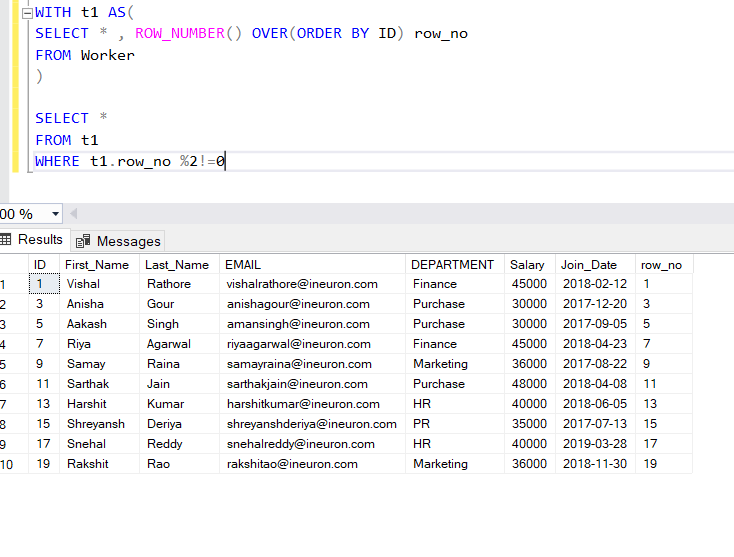 WITH t1 AS(
SELECT * , ROW_NUMBER() OVER(ORDER BY ID) row_no
FROM Worker
)
SELECT *
FROM t1
WHERE t1.row_no %2!=0
00 %
Results Messages
ID First_Name Last_Name EMAIL DEPARTMENT Salary Join_Date row_no
1 1 Vishal Rathore vishalrathore@ineuron.com Finance 45000 2018-02-12 1
2 3 Anisha Gour anishagour@ineuron.com Purchase 30000 2017-12-20 3
3 5 Aakash Singh amansingh@ineuron.com Purchase 30000 2017-09-05 5
4 7 Riya Agarwal riyaagarwal@ineuron.com Finance 45000 2018-04-23 7
5 9 Samay Raina samayraina@ineuron.com Marketing 36000 2017-08-22 9
6 11 Sarthak Jain sarthakjain@ineuron.com Purchase 48000 2018-04-08 11
7 13 Harshit Kumar harshitkumar@ineuron.com HR 40000 2018-06-05 13
8 15 Shreyansh Deriya shreyanshderiya@ineuron.com PR 35000 2017-07-13 15
9 17 Snehal Reddy snehalreddy@ineuron.com HR 40000 2019-03-28 17
10 19 Rakshit Rao rakshitao@ineuron.com Marketing 36000 2018-11-30 19